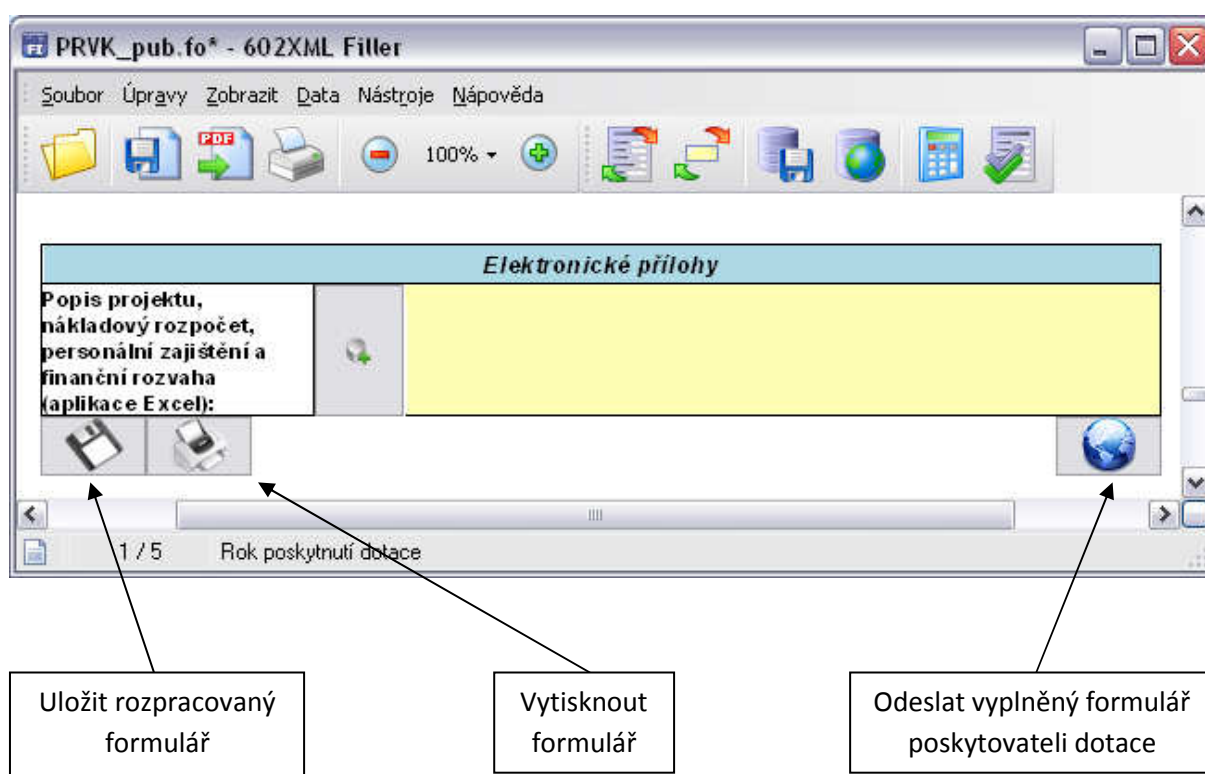 PRVK_pub.fo* - 602XML Filler
Soubor Úpravy Zobrazit Data Nástroje Nápověda
PDF
100%
Elektronické přílohy
Popis projektu,
nákladový rozpočet,
personální zajištění a
finanční rozvaha
(aplikace Excel):
1 / 5 Rok poskytnutí dotace
Uložit rozpracovaný
formulář
Vytisknout
formulář
Odeslat vyplněný formulář
poskytovateli dotace